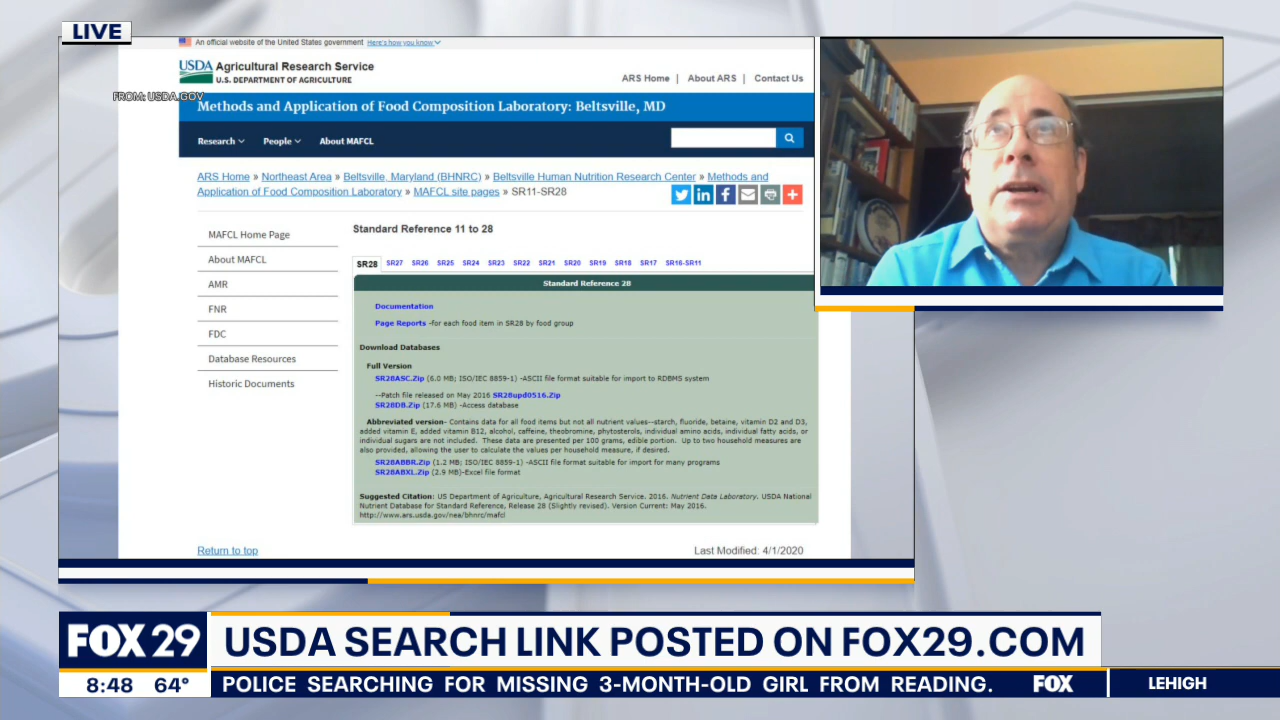 LIVE
An official website of the United States government Here's how you know
USDA Agricultural Research Service
U.S. DEPARTMENT OF AGRICULTURE
ARS Home | About ARS | Contact Us
FROM: USDA.GOV
Methods and Application of Food Composition Laboratory: Beltsville, MD
Research People About MAFCL
ARS Home » Northeast Area » Beltsville, Maryland (BHNRC) » Beltsville Human Nutrition Research Center » Methods and
Application of Food Composition Laboratory » MAFCL site pages » SR11-SR28
MAFCL Home Page
About MAFCL
AMR
FNR
FDC
Database Resources
Historic Documents
Standard Reference 11 to 28
SR28 SR27 SR26 SR25 SR24 SR23 SR22 SR21 SR20 SR19 SR18 SR17 SR16-SR11
Standard Reference 28
Documentation
Page Reports -for each food item in SR28 by food group
Download Databases
Full Version
SR28ASC.Zip (6.0 MB; ISO/IEC 8859-1) -ASCII file format suitable for import to RDBMS system
--Patch file released on May 2016 SR28upd0516.Zip
SR28DB.Zip (17.6 MB) -Access database
Abbreviated version- Contains data for all food items but not all nutrient values--starch, fluoride, betaine, vitamin D2 and D3,
added vitamin E, added vitamin B12, alcohol, caffeine, theobromine, phytosterols, individual amino acids, individual fatty acids, or
individual sugars are not included. These data are presented per 100 grams, edible portion. Up to two household measures are
also provided, allowing the user to calculate the values per household measure, if desired.
SR28ABBR.Zip (1.2 MB; ISO/IEC 8859-1) -ASCII file format suitable for import for many programs
SR28ABXL.Zip (2.9 MB)-Excel file format
Suggested Citation: US Department of Agriculture, Agricultural Research Service. 2016. Nutrient Data Laboratory. USDA National
Nutrient Database for Standard Reference, Release 28 (Slightly revised). Version Current: May 2016.
http://www.ars.usda.gov/nea/bhnrc/mafcl
Return to top
Last Modified: 4/1/2020
FOX 29
USDA SEARCH LINK POSTED ON FOX29.COM
8:48 64°
POLICE SEARCHING FOR MISSING 3-MONTH-OLD GIRL FROM READING. FOX LEHIGH